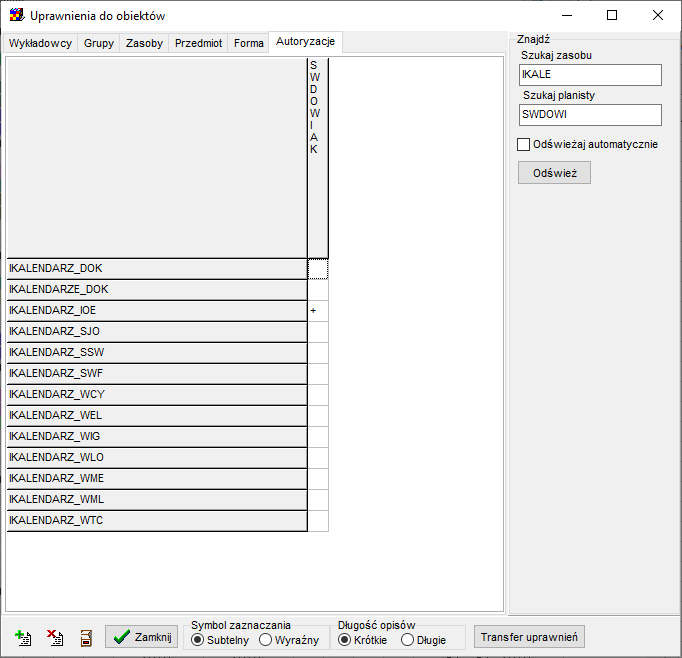 Uprawnienia do obiektów
Wykładowcy Grupy Zasoby Przedmiot Forma Autoryzacje
S
W
D
O
W
I
A
K
IKALENDARZ_DOK
IKALENDARZE_DOK
IKALENDARZ_IOE +
IKALENDARZ_SJO
IKALENDARZ_SSW
IKALENDARZ_SWF
IKALENDARZ_WCY
IKALENDARZ_WEL
IKALENDARZ_WIG
IKALENDARZ_WLO
IKALENDARZ_WME
IKALENDARZ_WML
IKALENDARZ_WTC
Znajdź
Szukaj zasobu
IKALE
Szukaj planisty
SWDOWI
Odświeżaj automatycznie
Odśwież
Zamknij
Symbol zaznaczania
Subtelny Wyraźny
Długość opisów
Krótkie Długie
Transfer uprawnień